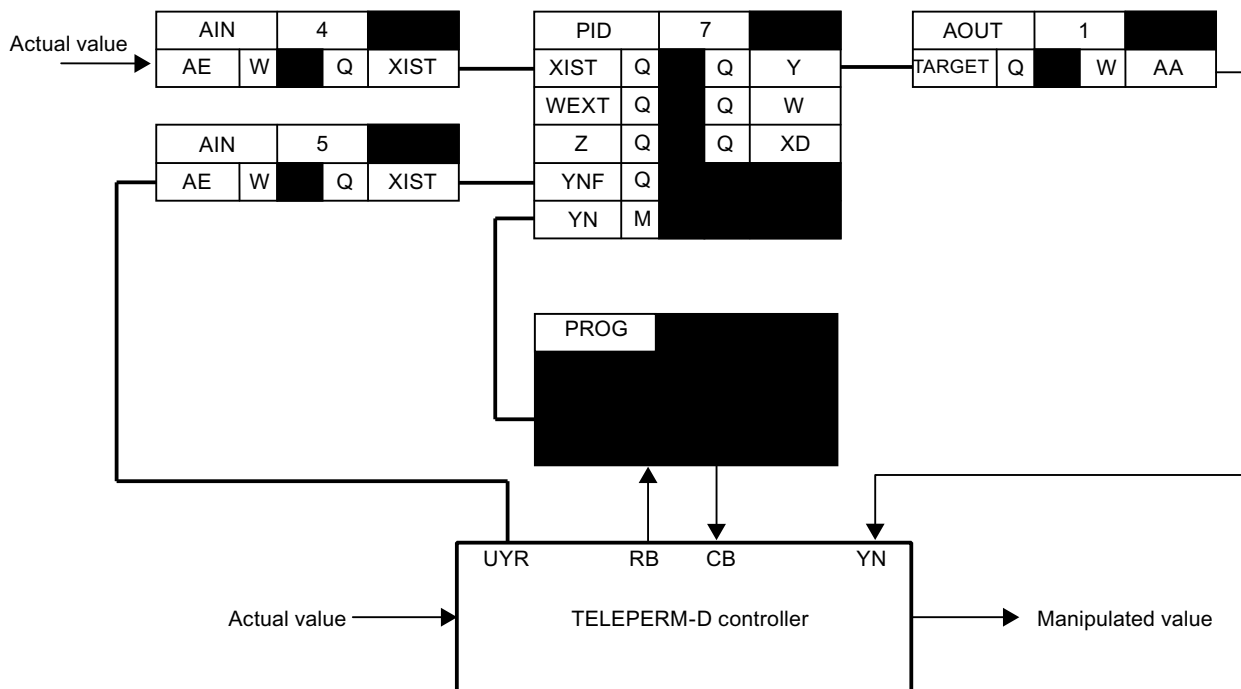 AIN 4
PID 7
AOUT 1
Actual value
AE W Q XIST
XIST Q Q Y
TARGET Q W AA
WEXT Q Q W
AIN 5
Z Q Q XD
AE W Q XIST
YNF Q
YN M
PROG
UYR RB CB YN
Actual value
TELEPERM-D controller
Manipulated value